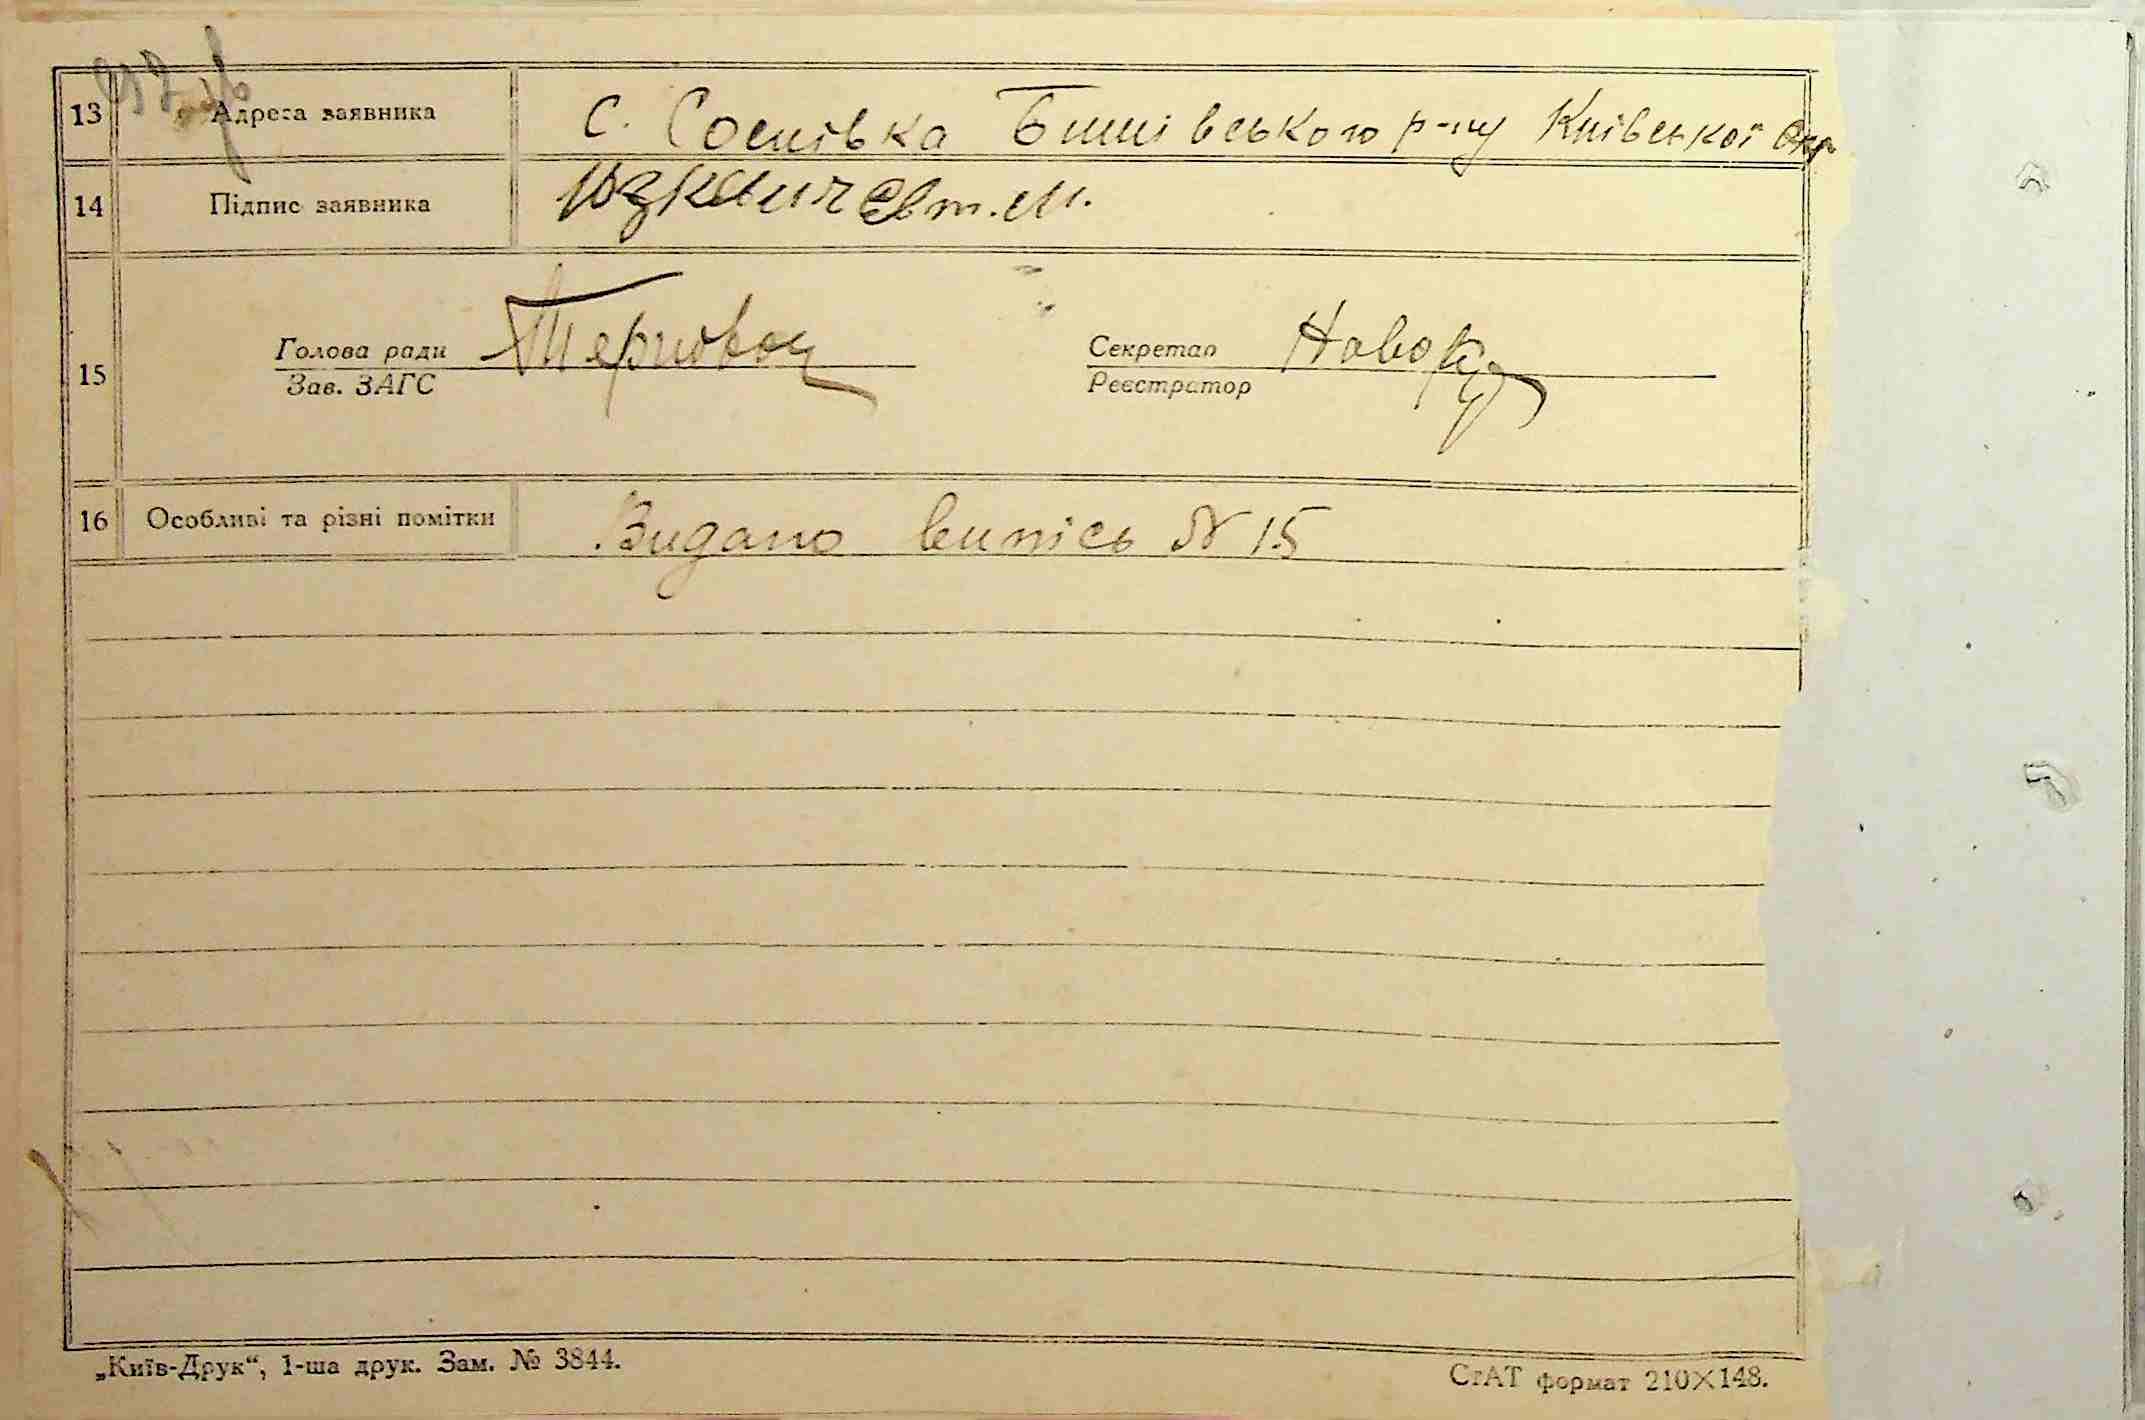 13 Адреса заявника С. Соснівка Бишівського р-ну Київської Окр
14 Підпис заявника Євт. М.
15 Голова ради Секретар
Зав. ЗАГС Реєстратор
16 Особливі та різні помітки Видано випись № 15
„Київ-Друк“, 1-ша друк. Зам. № 3844. СтАТ формат 210×148.